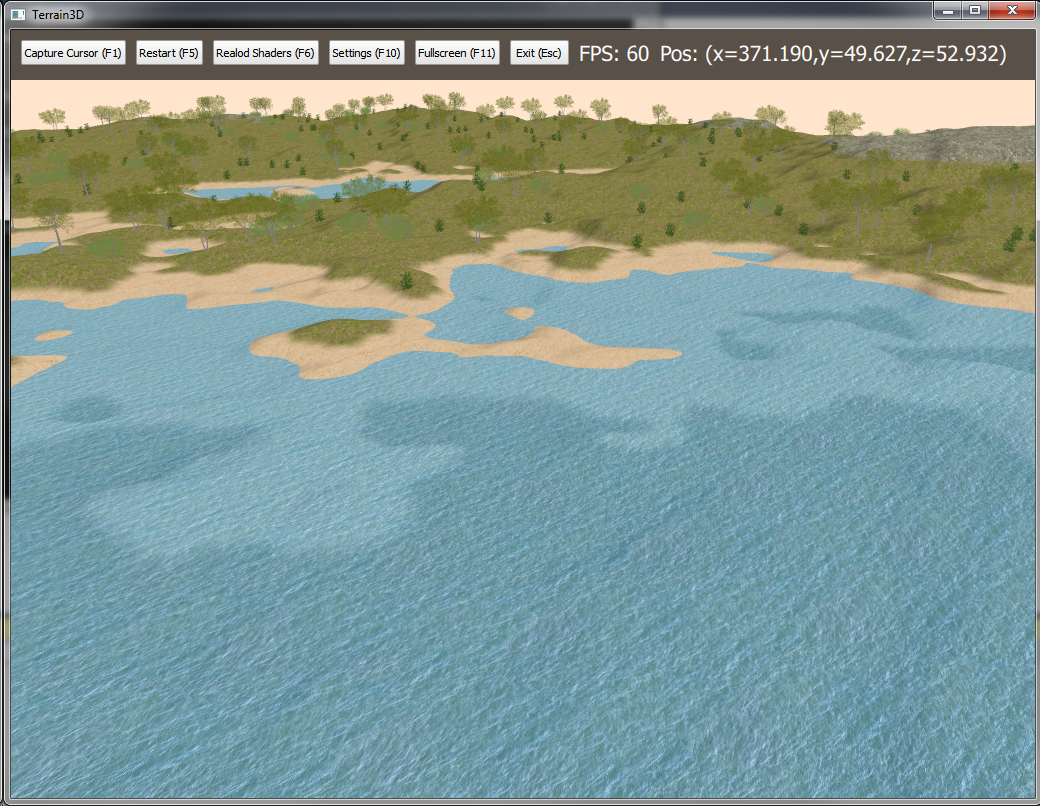 Terrain3D
Capture Cursor (F1) Restart (F5) Realod Shaders (F6) Settings (F10) Fullscreen (F11) Exit (Esc) FPS: 60 Pos: (x=371.190,y=49.627,z=52.932)